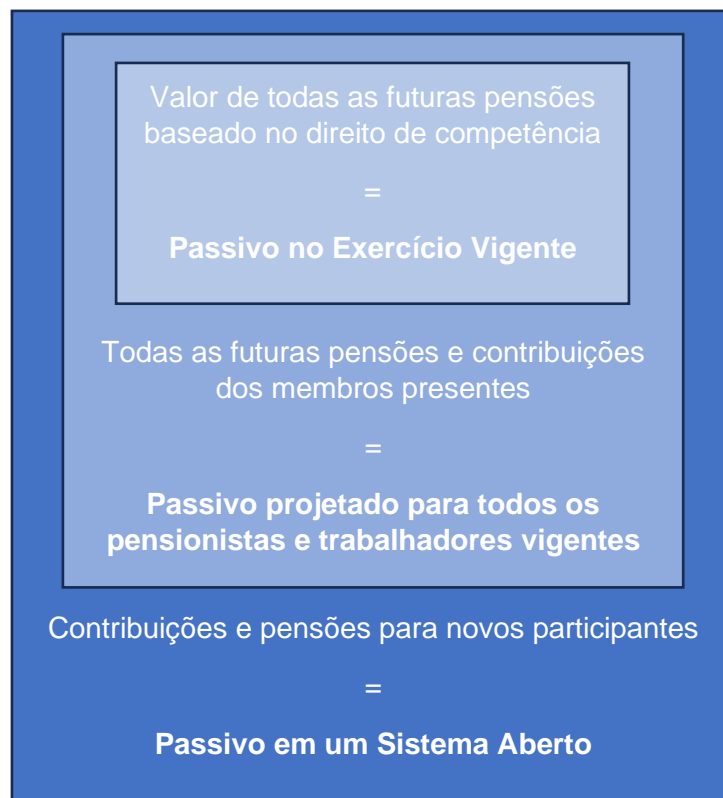 Valor de todas as futuras pensões
baseado no direito de competência
=
Passivo no Exercício Vigente
Todas as futuras pensões e contribuições
dos membros presentes
=
Passivo projetado para todos os
pensionistas e trabalhadores vigentes
Contribuições e pensões para novos participantes
=
Passivo em um Sistema Aberto